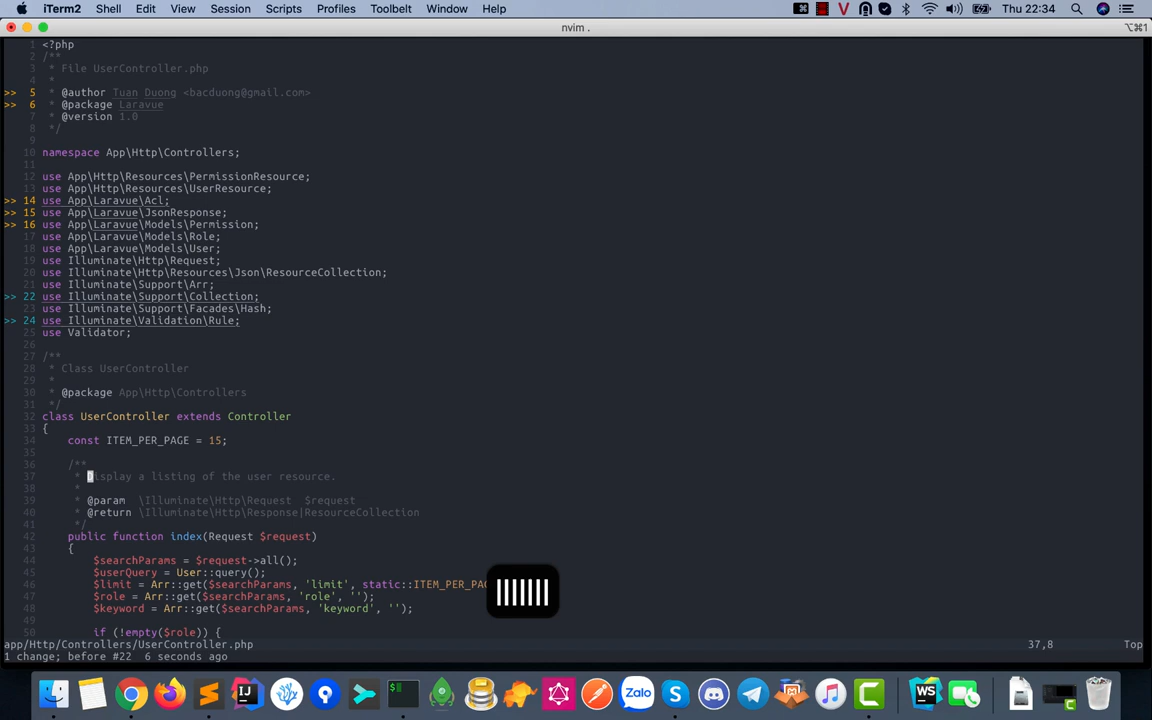 iTerm2 Shell Edit View Session Scripts Profiles Toolbelt Window Help Thu 22:34
nvim . ⌥⌘1
1 <?php
2 /**
3 * File UserController.php
4 *
>> 5 * @author Tuan Duong <bacduong@gmail.com>
>> 6 * @package Laravue
7 * @version 1.0
8 */
9
10 namespace App\Http\Controllers;
11
12 use App\Http\Resources\PermissionResource;
13 use App\Http\Resources\UserResource;
>> 14 use App\Laravue\Acl;
>> 15 use App\Laravue\JsonResponse;
>> 16 use App\Laravue\Models\Permission;
17 use App\Laravue\Models\Role;
18 use App\Laravue\Models\User;
19 use Illuminate\Http\Request;
20 use Illuminate\Http\Resources\Json\ResourceCollection;
21 use Illuminate\Support\Arr;
>> 22 use Illuminate\Support\Collection;
23 use Illuminate\Support\Facades\Hash;
>> 24 use Illuminate\Validation\Rule;
25 use Validator;
26
27 /**
28 * Class UserController
29 *
30 * @package App\Http\Controllers
31 */
32 class UserController extends Controller
33 {
34 const ITEM_PER_PAGE = 15;
35
36 /**
37 * Display a listing of the user resource.
38 *
39 * @param \Illuminate\Http\Request $request
40 * @return \Illuminate\Http\Response|ResourceCollection
41 */
42 public function index(Request $request)
43 {
44 $searchParams = $request->all();
45 $userQuery = User::query();
46 $limit = Arr::get($searchParams, 'limit', static::ITEM_PER_PAG
47 $role = Arr::get($searchParams, 'role', '');
48 $keyword = Arr::get($searchParams, 'keyword', '');
49
50 if (!empty($role)) {
app/Http/Controllers/UserController.php 37,8 Top
1 change; before #22 6 seconds ago
Zalo
WS